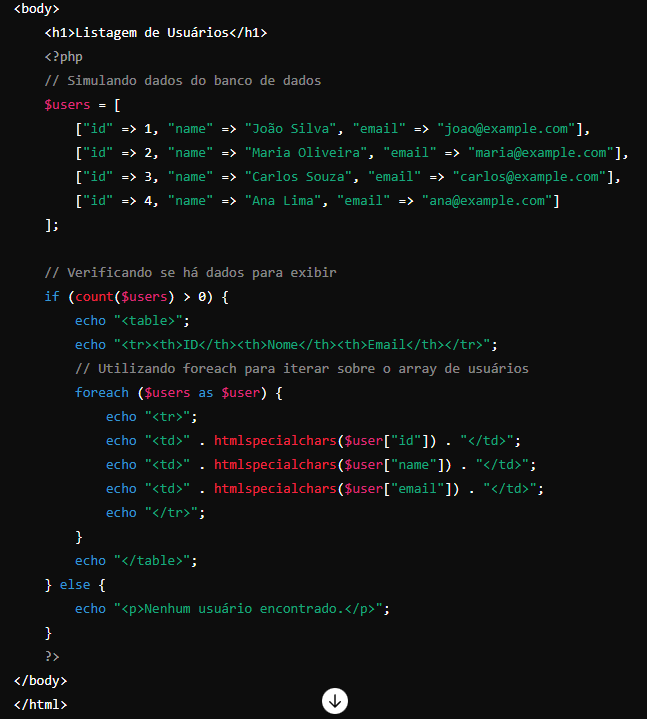 <body>
<h1>Listagem de Usuários</h1>
<?php
// Simulando dados do banco de dados
$users = [
["id" => 1, "name" => "João Silva", "email" => "joao@example.com"],
["id" => 2, "name" => "Maria Oliveira", "email" => "maria@example.com"],
["id" => 3, "name" => "Carlos Souza", "email" => "carlos@example.com"],
["id" => 4, "name" => "Ana Lima", "email" => "ana@example.com"]
];
// Verificando se há dados para exibir
if (count($users) > 0) {
echo "<table>";
echo "<tr><th>ID</th><th>Nome</th><th>Email</th></tr>";
// Utilizando foreach para iterar sobre o array de usuários
foreach ($users as $user) {
echo "<tr>";
echo "<td>" . htmlspecialchars($user["id"]) . "</td>";
echo "<td>" . htmlspecialchars($user["name"]) . "</td>";
echo "<td>" . htmlspecialchars($user["email"]) . "</td>";
echo "</tr>";
}
echo "</table>";
} else {
echo "<p>Nenhum usuário encontrado.</p>";
}
?>
</body>
</html>